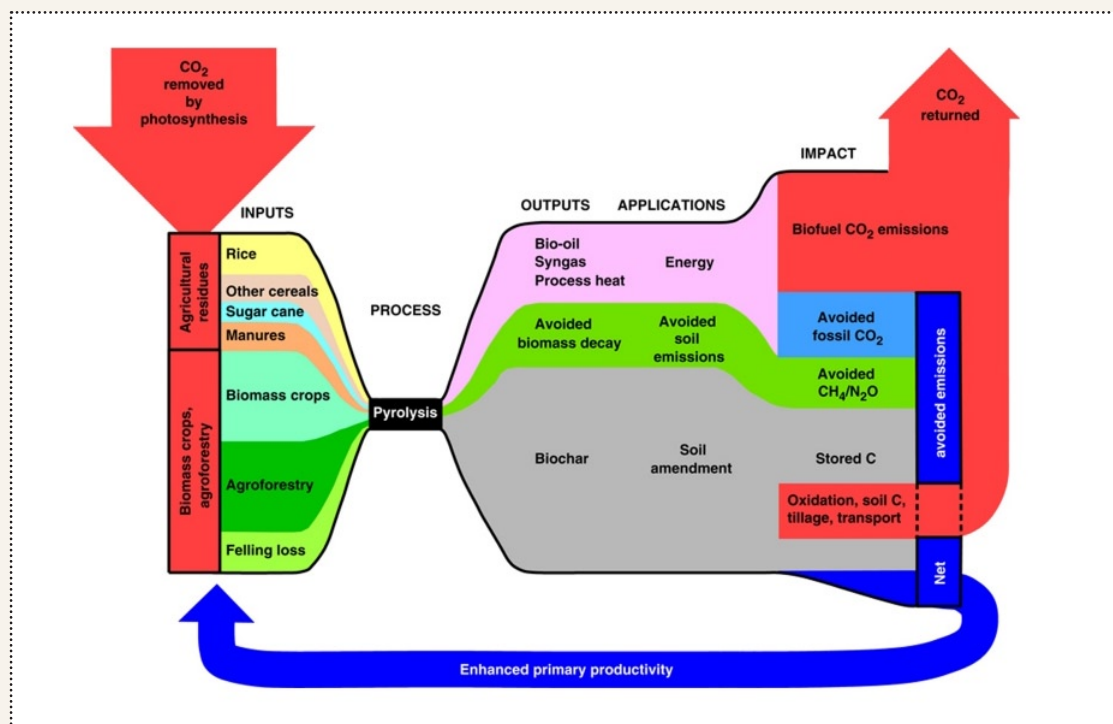 CO₂
removed
by
photosynthesis
CO₂
returned
IMPACT
INPUTS
OUTPUTS
APPLICATIONS
PROCESS
Agricultural
residues
Biomass crops,
agroforestry
Rice
Other cereals
Sugar cane
Manures
Biomass crops
Agroforestry
Felling loss
Pyrolysis
Bio-oil
Syngas
Process heat
Energy
Avoided
biomass decay
Avoided
soil
emissions
Biochar
Soil
amendment
Biofuel CO₂ emissions
Avoided
fossil CO₂
Avoided
CH₄/N₂O
Stored C
Oxidation, soil C,
tillage, transport
avoided emissions
Net
Enhanced primary productivity